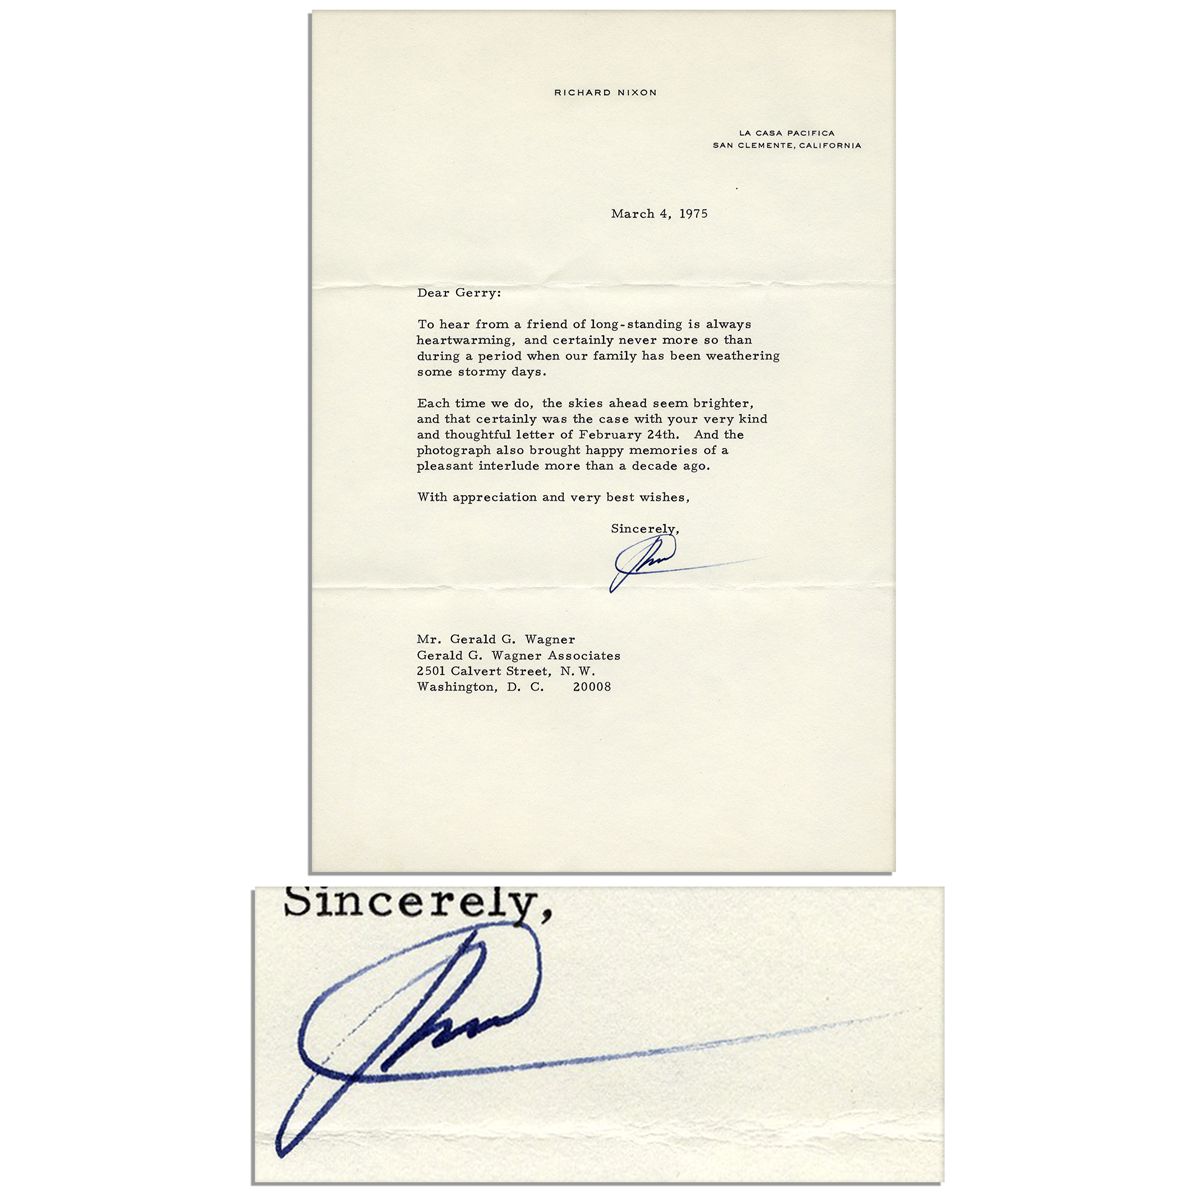 RICHARD NIXON
LA CASA PACIFICA
SAN CLEMENTE, CALIFORNIA
March 4, 1975
Dear Gerry:
To hear from a friend of long-standing is always
heartwarming, and certainly never more so than
during a period when our family has been weathering
some stormy days.
Each time we do, the skies ahead seem brighter,
and that certainly was the case with your very kind
and thoughtful letter of February 24th. And the
photograph also brought happy memories of a
pleasant interlude more than a decade ago.
With appreciation and very best wishes,
Sincerely,
Mr. Gerald G. Wagner
Gerald G. Wagner Associates
2501 Calvert Street, N. W.
Washington, D. C. 20008
Sincerely,